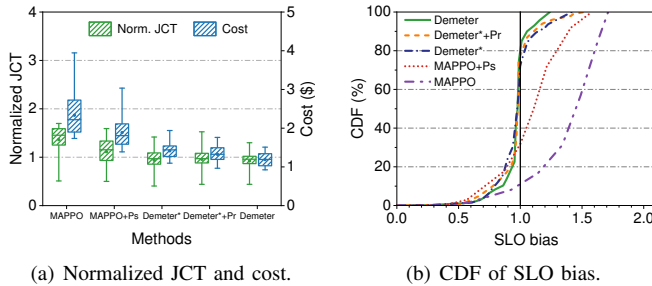 Norm. JCT
Cost
Normalized JCT
4
3
2
1
0
Cost ($)
5
4
3
2
1
0
MAPPO
MAPPO+Ps
Demeter*
Demeter*+Pr
Demeter
Methods
(a) Normalized JCT and cost.
Demeter
Demeter*+Pr
Demeter*
MAPPO+Ps
MAPPO
CDF (%)
100
80
60
40
20
0
0.0
0.5
1.0
1.5
2.0
SLO bias
(b) CDF of SLO bias.